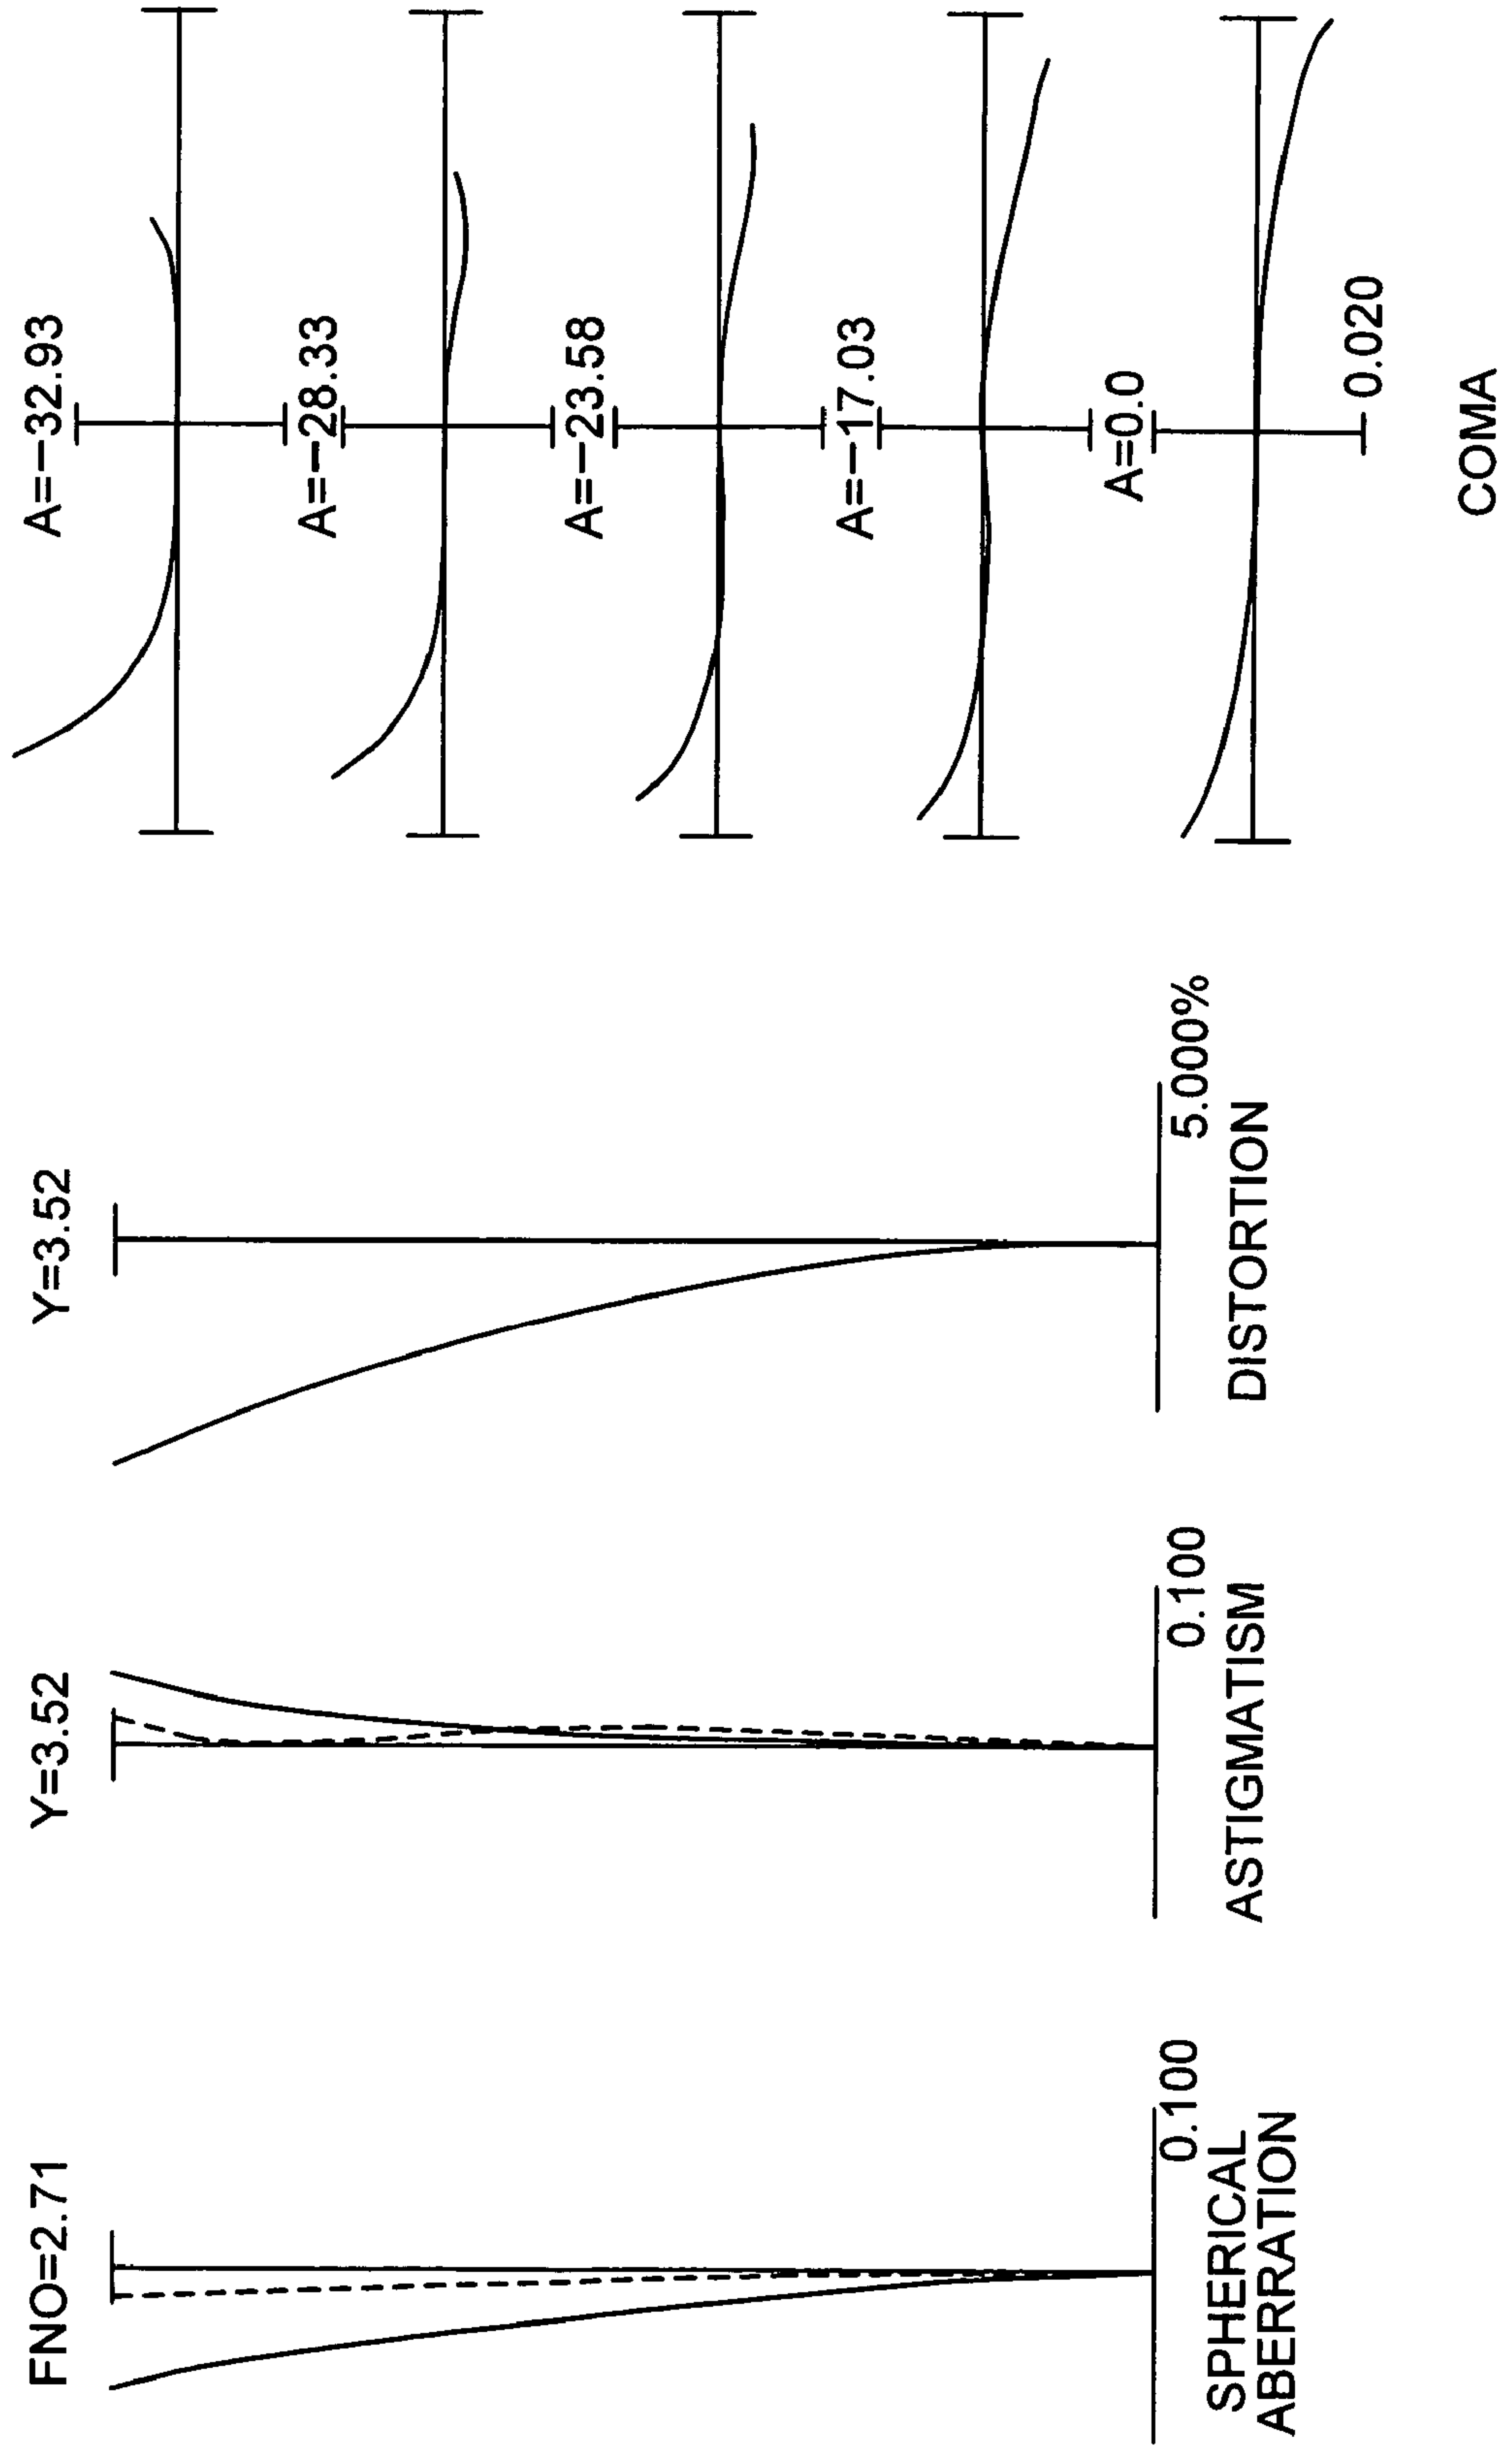 FNO=2.71
0.100
SPHERICAL
ABERRATION
Y=3.52
0.100
ASTIGMATISM
Y=3.52
5.000%
DISTORTION
A=-32.93
A=-28.33
A=-23.58
A=-17.03
A=0.0
0.020
COMA